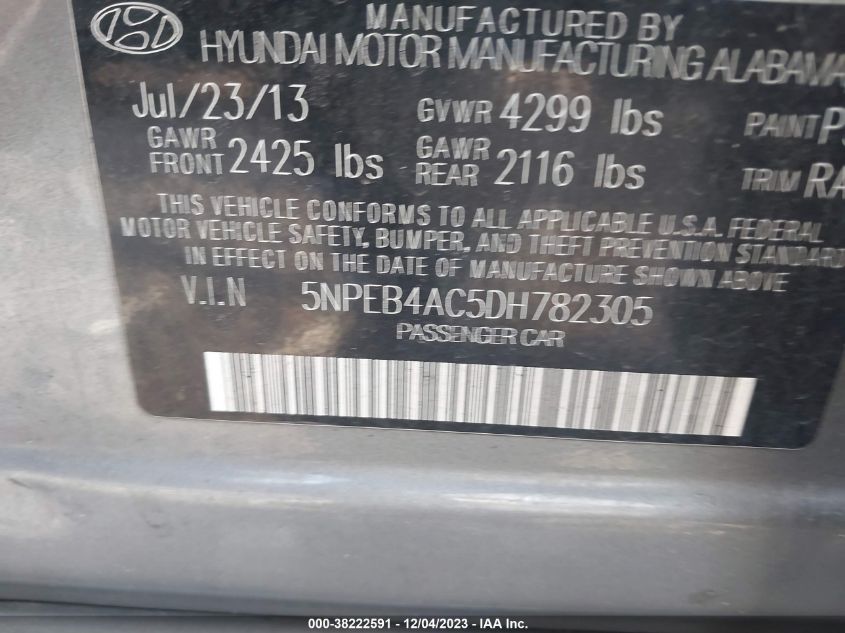 MANUFACTURED BY
HYUNDAI MOTOR MANUFACTURING ALABAMA
Jul/23/13 GVWR 4299 lbs PAINT
GAWR FRONT 2425 lbs GAWR REAR 2116 lbs TRIM RA
THIS VEHICLE CONFORMS TO ALL APPLICABLE U.S.A. FEDERAL
MOTOR VEHICLE SAFETY, BUMPER, AND THEFT PREVENTION STANDARD
IN EFFECT ON THE DATE OF MANUFACTURE SHOWN ABOVE
V.I.N 5NPEB4AC5DH782305
PASSENGER CAR
000-38222591 - 12/04/2023 - IAA Inc.